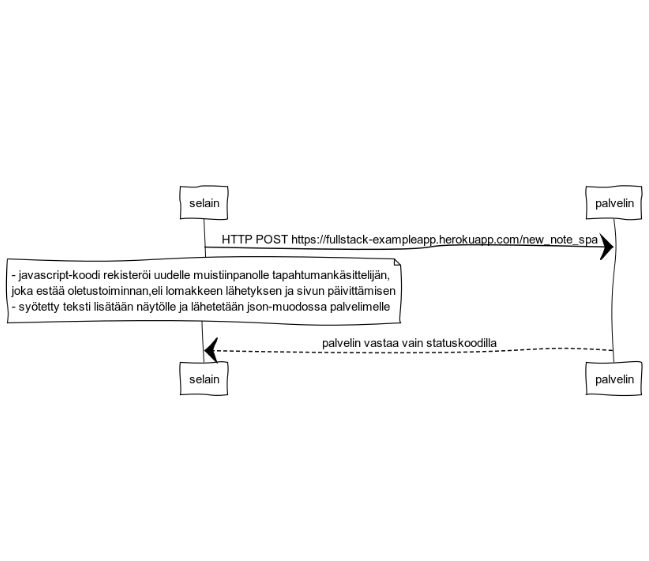 selain
palvelin
HTTP POST https://fullstack-exampleapp.herokuapp.com/new_note_spa
- javascript-koodi rekisteröi uudelle muistiinpanolle tapahtumankäsittelijän,
joka estää oletustoiminnan,eli lomakkeen lähetyksen ja sivun päivittämisen
- syötetty teksti lisätään näytölle ja lähetetään json-muodossa palvelimelle
palvelin vastaa vain statuskoodilla
selain
palvelin